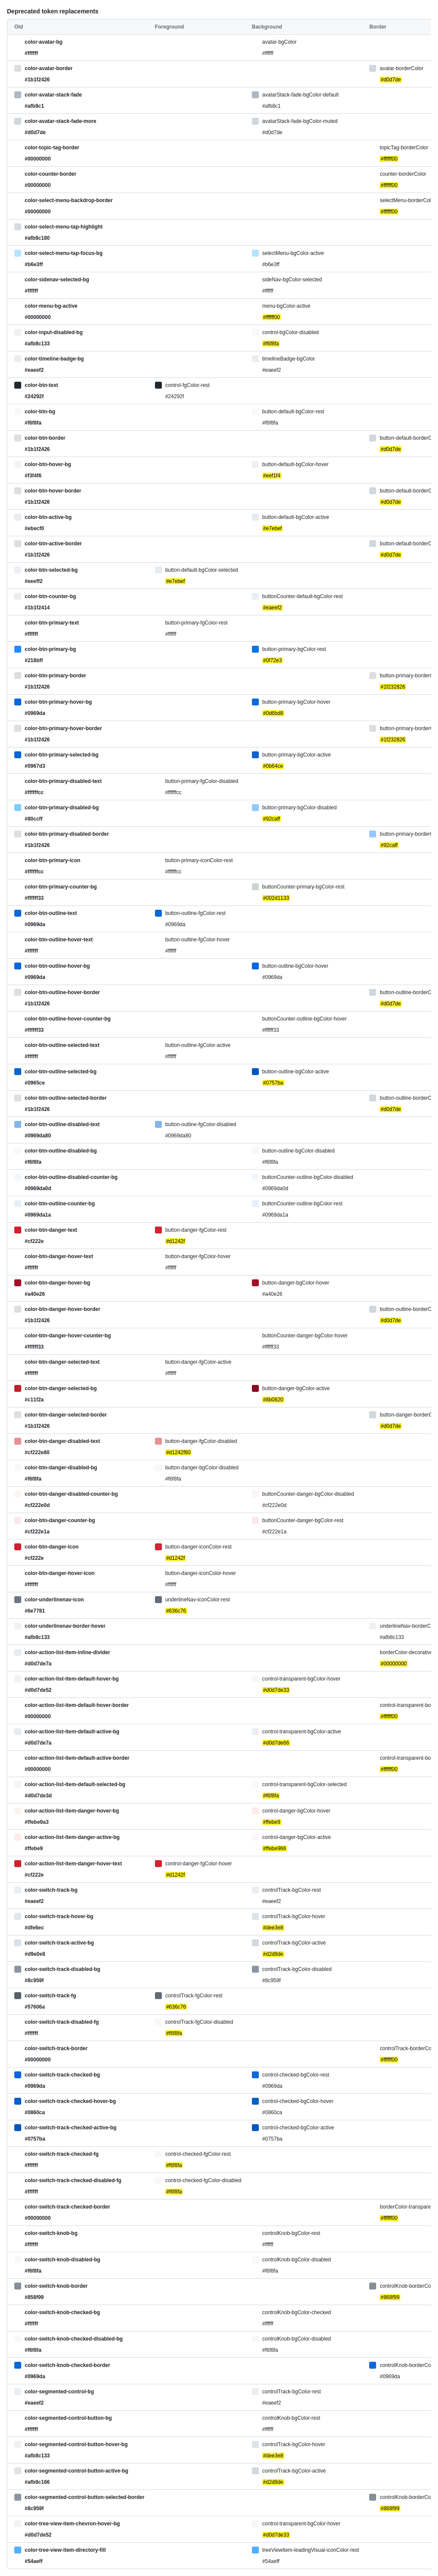 Deprecated token replacements
Old Foreground Background Border
color-avatar-bg avatar-bgColor
#ffffff #ffffff
color-avatar-border avatar-borderColor
#1b1f2426 #d0d7de
color-avatar-stack-fade avatarStack-fade-bgColor-default
#afb8c1 #afb8c1
color-avatar-stack-fade-more avatarStack-fade-bgColor-muted
#d0d7de #d0d7de
color-topic-tag-border topicTag-borderColor
#00000000 #ffffff00
color-counter-border counter-borderColor
#00000000 #ffffff00
color-select-menu-backdrop-border selectMenu-borderCol
#00000000 #ffffff00
color-select-menu-tap-highlight
#afb8c180
color-select-menu-tap-focus-bg selectMenu-bgColor-active
#b6e3ff #b6e3ff
color-sidenav-selected-bg sideNav-bgColor-selected
#ffffff #ffffff
color-menu-bg-active menu-bgColor-active
#00000000 #ffffff00
color-input-disabled-bg control-bgColor-disabled
#afb8c133 #f6f8fa
color-timeline-badge-bg timelineBadge-bgColor
#eaeef2 #eaeef2
color-btn-text control-fgColor-rest
#24292f #24292f
color-btn-bg button-default-bgColor-rest
#f6f8fa #f6f8fa
color-btn-border button-default-borderC
#1b1f2426 #d0d7de
color-btn-hover-bg button-default-bgColor-hover
#f3f4f6 #eef1f4
color-btn-hover-border button-default-borderC
#1b1f2426 #d0d7de
color-btn-active-bg button-default-bgColor-active
#ebecf0 #e7ebef
color-btn-active-border button-default-borderC
#1b1f2426 #d0d7de
color-btn-selected-bg button-default-bgColor-selected
#eeeff2 #e7ebef
color-btn-counter-bg buttonCounter-default-bgColor-rest
#1b1f2414 #eaeef2
color-btn-primary-text button-primary-fgColor-rest
#ffffff #ffffff
color-btn-primary-bg button-primary-bgColor-rest
#218bff #0f72e3
color-btn-primary-border button-primary-border
#1b1f2426 #1f232826
color-btn-primary-hover-bg button-primary-bgColor-hover
#0969da #0d6bd8
color-btn-primary-hover-border button-primary-border
#1b1f2426 #1f232826
color-btn-primary-selected-bg button-primary-bgColor-active
#0967d3 #0b64ce
color-btn-primary-disabled-text button-primary-fgColor-disabled
#ffffffcc #ffffffcc
color-btn-primary-disabled-bg button-primary-bgColor-disabled
#80ccff #92caff
color-btn-primary-disabled-border button-primary-border
#1b1f2426 #92caff
color-btn-primary-icon button-primary-iconColor-rest
#ffffffcc #ffffffcc
color-btn-primary-counter-bg buttonCounter-primary-bgColor-rest
#ffffff33 #002d1133
color-btn-outline-text button-outline-fgColor-rest
#0969da #0969da
color-btn-outline-hover-text button-outline-fgColor-hover
#ffffff #ffffff
color-btn-outline-hover-bg button-outline-bgColor-hover
#0969da #0969da
color-btn-outline-hover-border button-outline-borderC
#1b1f2426 #d0d7de
color-btn-outline-hover-counter-bg buttonCounter-outline-bgColor-hover
#ffffff33 #ffffff33
color-btn-outline-selected-text button-outline-fgColor-active
#ffffff #ffffff
color-btn-outline-selected-bg button-outline-bgColor-active
#0965ce #0757ba
color-btn-outline-selected-border button-outline-borderC
#1b1f2426 #d0d7de
color-btn-outline-disabled-text button-outline-fgColor-disabled
#0969da80 #0969da80
color-btn-outline-disabled-bg button-outline-bgColor-disabled
#f6f8fa #f6f8fa
color-btn-outline-disabled-counter-bg buttonCounter-outline-bgColor-disabled
#0969da0d #0969da0d
color-btn-outline-counter-bg buttonCounter-outline-bgColor-rest
#0969da1a #0969da1a
color-btn-danger-text button-danger-fgColor-rest
#cf222e #d1242f
color-btn-danger-hover-text button-danger-fgColor-hover
#ffffff #ffffff
color-btn-danger-hover-bg button-danger-bgColor-hover
#a40e26 #a40e26
color-btn-danger-hover-border button-outline-borderC
#1b1f2426 #d0d7de
color-btn-danger-hover-counter-bg buttonCounter-danger-bgColor-hover
#ffffff33 #ffffff33
color-btn-danger-selected-text button-danger-fgColor-active
#ffffff #ffffff
color-btn-danger-selected-bg button-danger-bgColor-active
#c11f2a #8b0820
color-btn-danger-selected-border button-danger-borderC
#1b1f2426 #d0d7de
color-btn-danger-disabled-text button-danger-fgColor-disabled
#cf222e80 #d1242f80
color-btn-danger-disabled-bg button-danger-bgColor-disabled
#f6f8fa #f6f8fa
color-btn-danger-disabled-counter-bg buttonCounter-danger-bgColor-disabled
#cf222e0d #cf222e0d
color-btn-danger-counter-bg buttonCounter-danger-bgColor-rest
#cf222e1a #cf222e1a
color-btn-danger-icon button-danger-iconColor-rest
#cf222e #d1242f
color-btn-danger-hover-icon button-danger-iconColor-hover
#ffffff #ffffff
color-underlinenav-icon underlineNav-iconColor-rest
#6e7781 #636c76
color-underlinenav-border-hover underlineNav-borderC
#afb8c133 #afb8c133
color-action-list-item-inline-divider borderColor-decorative
#d0d7de7a #00000000
color-action-list-item-default-hover-bg control-transparent-bgColor-hover
#d0d7de52 #d0d7de33
color-action-list-item-default-hover-border control-transparent-bo
#00000000 #ffffff00
color-action-list-item-default-active-bg control-transparent-bgColor-active
#d0d7de7a #d0d7de66
color-action-list-item-default-active-border control-transparent-bo
#00000000 #ffffff00
color-action-list-item-default-selected-bg control-transparent-bgColor-selected
#d0d7de3d #f6f8fa
color-action-list-item-danger-hover-bg control-danger-bgColor-hover
#ffebe9a3 #ffebe9
color-action-list-item-danger-active-bg control-danger-bgColor-active
#ffebe9 #ffebe966
color-action-list-item-danger-hover-text control-danger-fgColor-hover
#cf222e #d1242f
color-switch-track-bg controlTrack-bgColor-rest
#eaeef2 #eaeef2
color-switch-track-hover-bg controlTrack-bgColor-hover
#dfe6ec #dee3e8
color-switch-track-active-bg controlTrack-bgColor-active
#d9e0e8 #d2d8de
color-switch-track-disabled-bg controlTrack-bgColor-disabled
#8c959f #8c959f
color-switch-track-fg controlTrack-fgColor-rest
#57606a #636c76
color-switch-track-disabled-fg controlTrack-fgColor-disabled
#ffffff #f6f8fa
color-switch-track-border controlTrack-borderCo
#00000000 #ffffff00
color-switch-track-checked-bg control-checked-bgColor-rest
#0969da #0969da
color-switch-track-checked-hover-bg control-checked-bgColor-hover
#0860ca #0860ca
color-switch-track-checked-active-bg control-checked-bgColor-active
#0757ba #0757ba
color-switch-track-checked-fg control-checked-fgColor-rest
#ffffff #f6f8fa
color-switch-track-checked-disabled-fg control-checked-fgColor-disabled
#ffffff #f6f8fa
color-switch-track-checked-border borderColor-transpare
#00000000 #ffffff00
color-switch-knob-bg controlKnob-bgColor-rest
#ffffff #ffffff
color-switch-knob-disabled-bg controlKnob-bgColor-disabled
#f6f8fa #f6f8fa
color-switch-knob-border controlKnob-borderCo
#858f99 #868f99
color-switch-knob-checked-bg controlKnob-bgColor-checked
#ffffff #ffffff
color-switch-knob-checked-disabled-bg controlKnob-bgColor-disabled
#f6f8fa #f6f8fa
color-switch-knob-checked-border controlKnob-borderCo
#0969da #0969da
color-segmented-control-bg controlTrack-bgColor-rest
#eaeef2 #eaeef2
color-segmented-control-button-bg controlKnob-bgColor-rest
#ffffff #ffffff
color-segmented-control-button-hover-bg controlTrack-bgColor-hover
#afb8c133 #dee3e8
color-segmented-control-button-active-bg controlTrack-bgColor-active
#afb8c166 #d2d8de
color-segmented-control-button-selected-border controlKnob-borderCo
#8c959f #868f99
color-tree-view-item-chevron-hover-bg control-transparent-bgColor-hover
#d0d7de52 #d0d7de33
color-tree-view-item-directory-fill treeViewItem-leadingVisual-iconColor-rest
#54aeff #54aeff